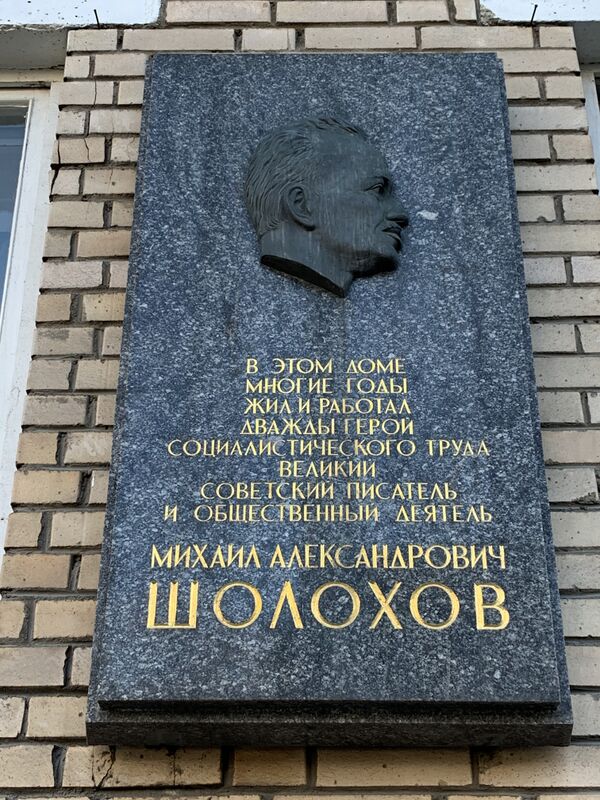 В ЭТОМ ДОМЕ
МНОГИЕ ГОДЫ
ЖИЛ И РАБОТАЛ
ДВАЖДЫ ГЕРОЙ
СОЦИАЛИСТИЧЕСКОГО ТРУДА
ВЕЛИКИЙ
СОВЕТСКИЙ ПИСАТЕЛЬ
И ОБЩЕСТВЕННЫЙ ДЕЯТЕЛЬ
МИХАИЛ АЛЕКСАНДРОВИЧ
ШОЛОХОВ